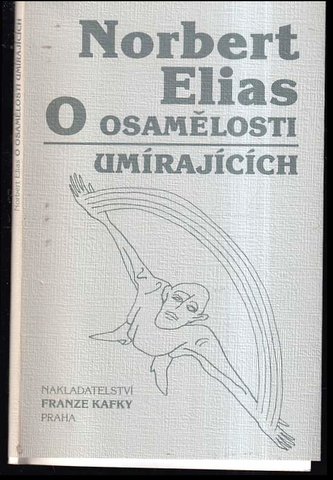 Norbert Elias O OSAMĚLOSTI UMÍRAJÍCÍCH
Norbert
Elias
O OSAMĚLOSTI
UMÍRAJÍCÍCH
NAKLADATELSTVÍ
FRANZE KAFKY
PRAHA